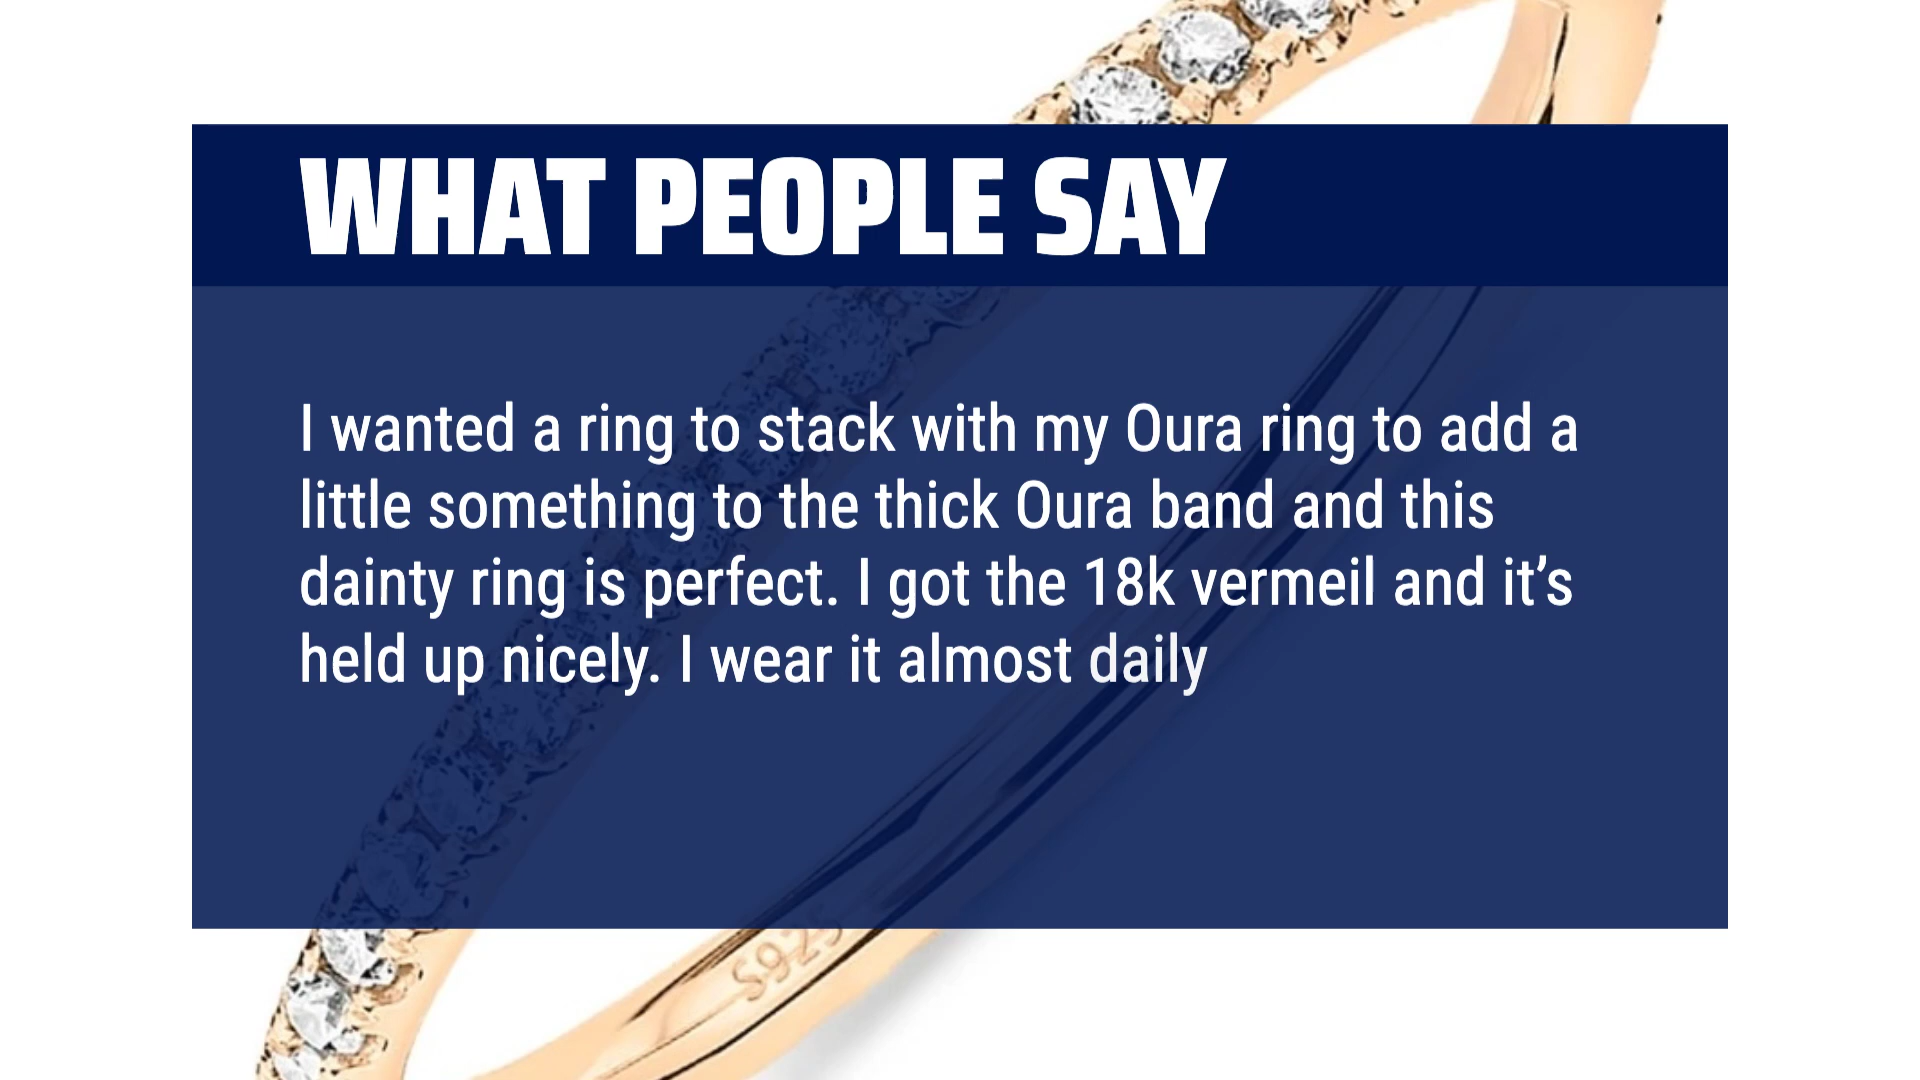 WHAT PEOPLE SAY
I wanted a ring to stack with my Oura ring to add a
little something to the thick Oura band and this
dainty ring is perfect. I got the 18k vermeil and it’s
held up nicely. I wear it almost daily
S925